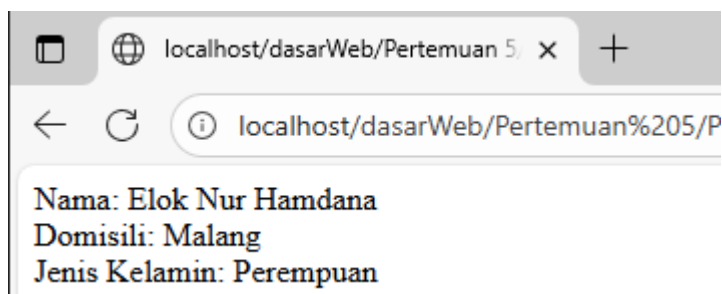 localhost/dasarWeb/Pertemuan 5/
localhost/dasarWeb/Pertemuan%205/P
Nama: Elok Nur Hamdana
Domisili: Malang
Jenis Kelamin: Perempuan